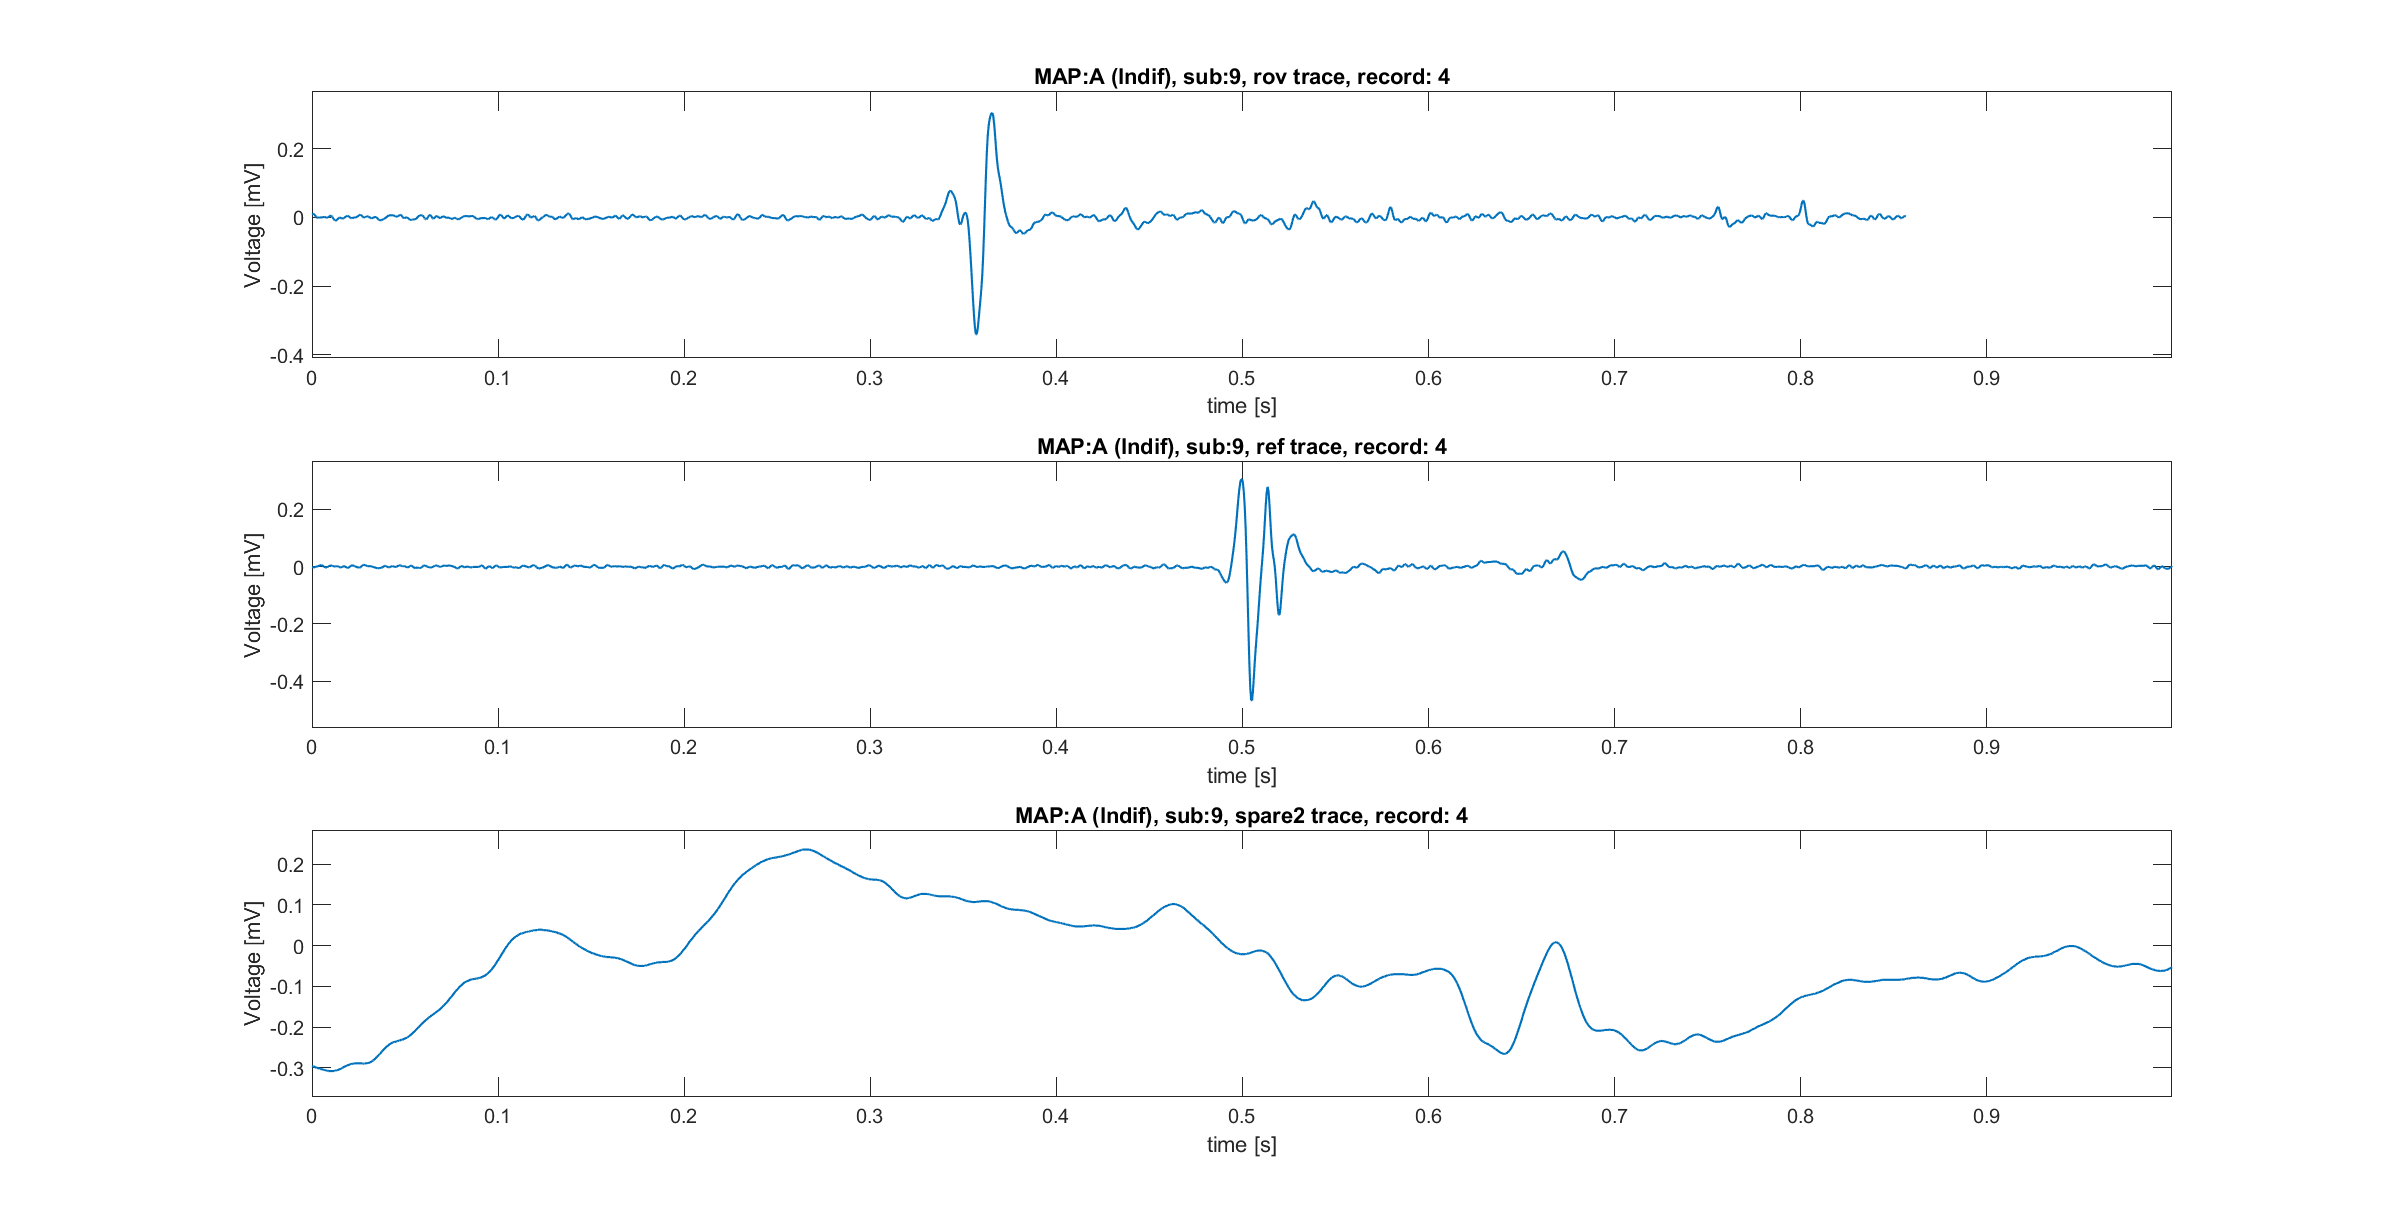 MAP:A (Indif), sub:9, rov trace, record: 4
Voltage [mV]
0.2
0
-0.2
-0.4
0 0.1 0.2 0.3 0.4 0.5 0.6 0.7 0.8 0.9
time [s]
MAP:A (Indif), sub:9, ref trace, record: 4
Voltage [mV]
0.2
0
-0.2
-0.4
0 0.1 0.2 0.3 0.4 0.5 0.6 0.7 0.8 0.9
time [s]
MAP:A (Indif), sub:9, spare2 trace, record: 4
Voltage [mV]
0.2
0.1
0
-0.1
-0.2
-0.3
0 0.1 0.2 0.3 0.4 0.5 0.6 0.7 0.8 0.9
time [s]